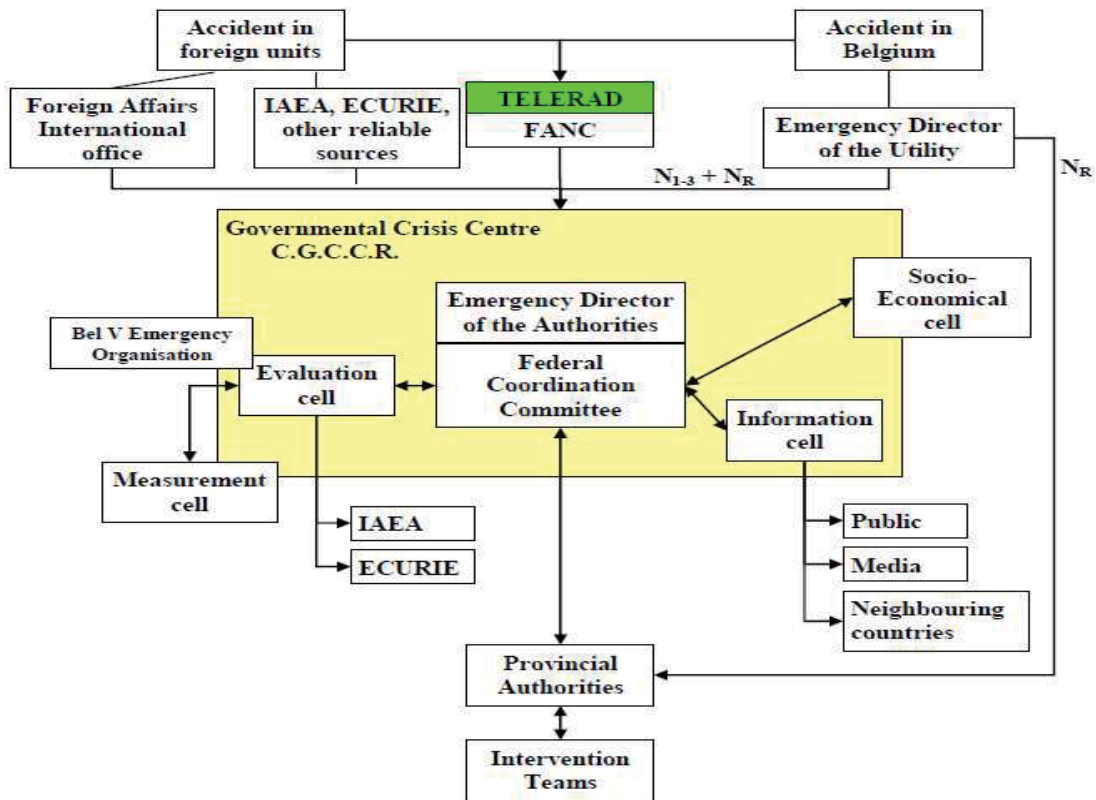 Accident in
foreign units
Accident in
Belgium
Foreign Affairs
International
office
IAEA, ECURIE,
other reliable
sources
TELERAD
FANC
Emergency Director
of the Utility
N1-3 + NR
NR
Governmental Crisis Centre
C.G.C.C.R.
Socio-
Economical
cell
Emergency Director
of the Authorities
Bel V Emergency
Organisation
Evaluation
cell
Federal
Coordination
Committee
Information
cell
Measurement
cell
IAEA
ECURIE
Public
Media
Neighbouring
countries
Provincial
Authorities
Intervention
Teams